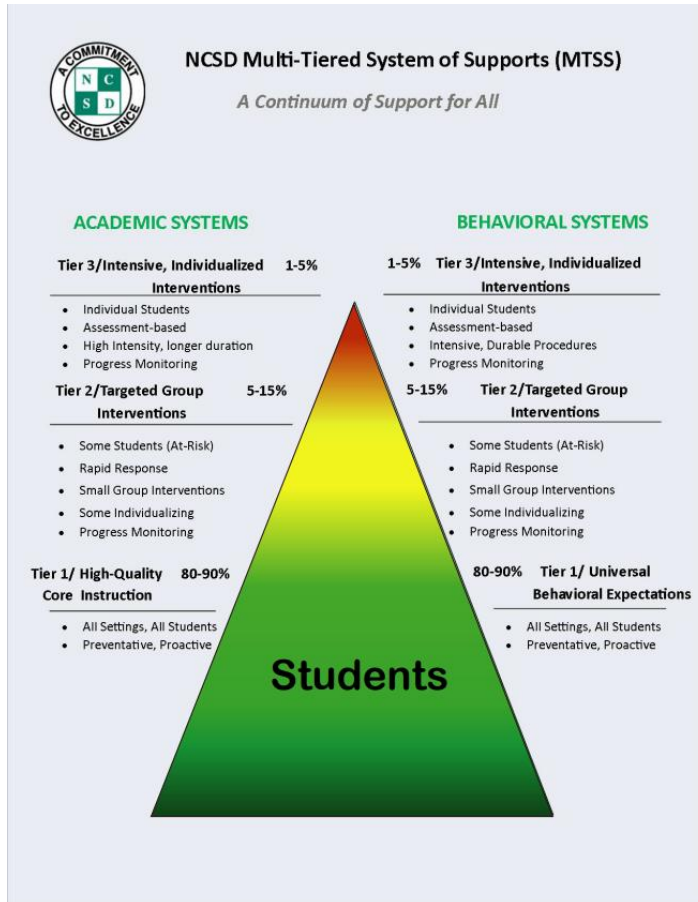 A COMMITMENT
N C
S D
TO EXCELLENCE
NCSD Multi-Tiered System of Supports (MTSS)
A Continuum of Support for All
ACADEMIC SYSTEMS
Tier 3/Intensive, Individualized 1-5%
Interventions
• Individual Students
• Assessment-based
• High Intensity, longer duration
• Progress Monitoring
Tier 2/Targeted Group 5-15%
Interventions
• Some Students (At-Risk)
• Rapid Response
• Small Group Interventions
• Some Individualizing
• Progress Monitoring
Tier 1/ High-Quality 80-90%
Core Instruction
• All Settings, All Students
• Preventative, Proactive
BEHAVIORAL SYSTEMS
1-5% Tier 3/Intensive, Individualized
Interventions
• Individual Students
• Assessment-based
• Intensive, Durable Procedures
• Progress Monitoring
5-15% Tier 2/Targeted Group
Interventions
• Some Students (At-Risk)
• Rapid Response
• Small Group Interventions
• Some Individualizing
• Progress Monitoring
80-90% Tier 1/ Universal
Behavioral Expectations
• All Settings, All Students
• Preventative, Proactive
Students